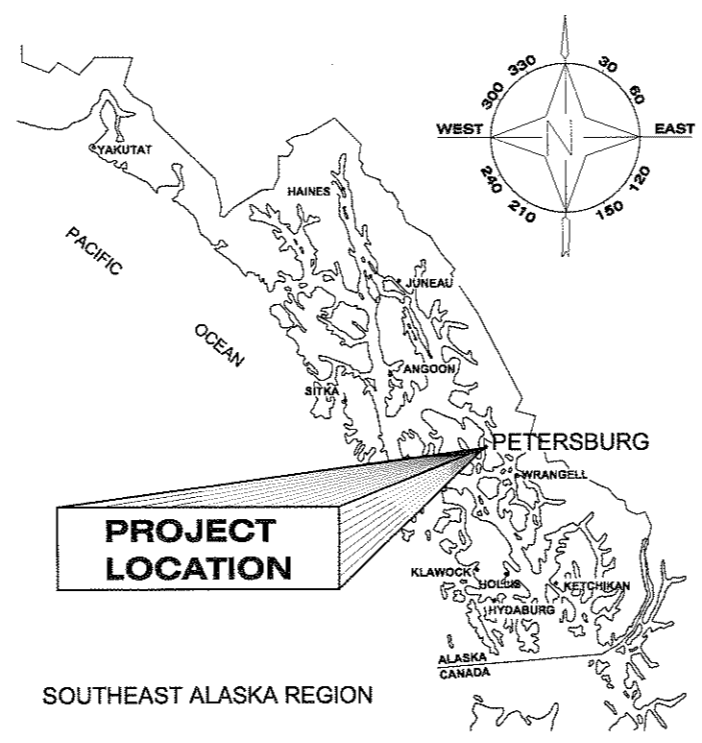 330
30
300
60
WEST
N
EAST
240
120
210
150
YAKUTAT
HAINES
PACIFIC
OCEAN
JUNEAU
ANGOON
SITKA
PETERSBURG
WRANGELL
PROJECT
LOCATION
KLAWOCK
HOLLIS
KETCHIKAN
HYDABURG
ALASKA
CANADA
SOUTHEAST ALASKA REGION